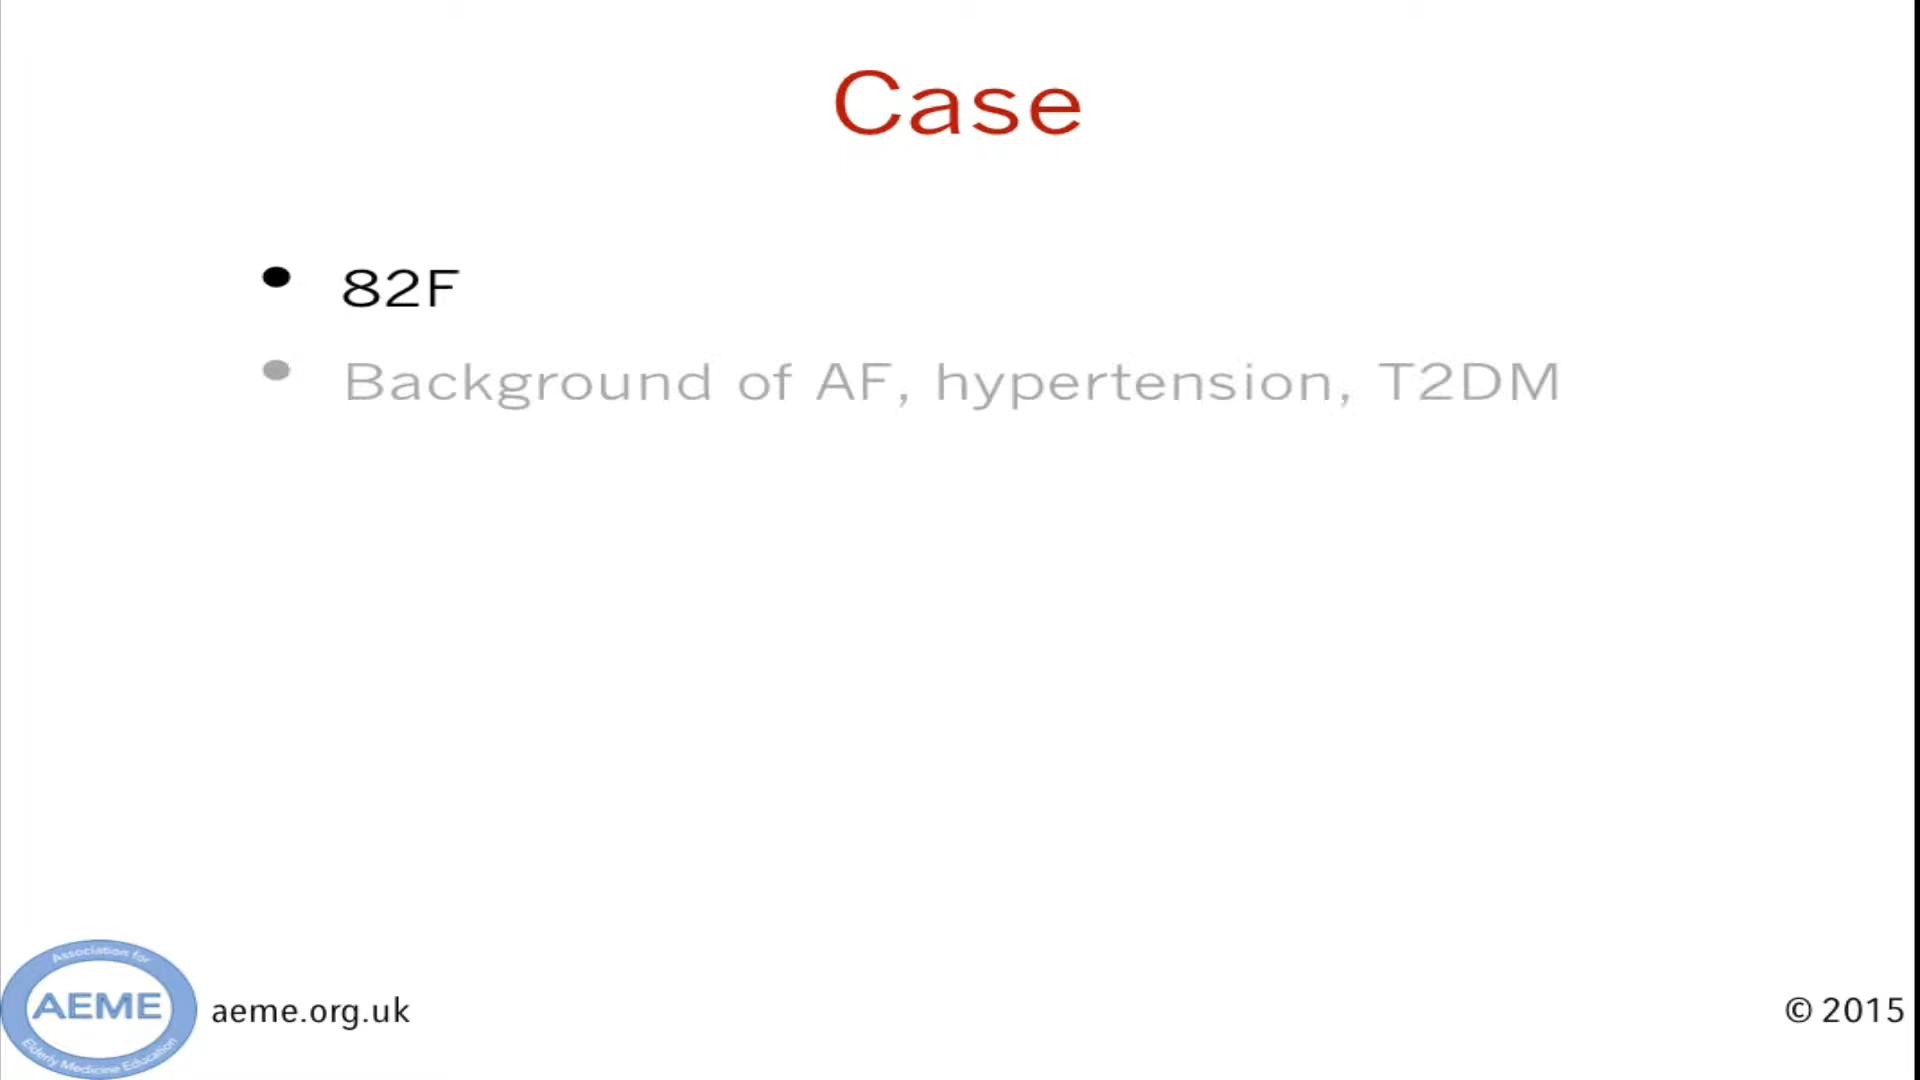 Case
• 82F
• Background of AF, hypertension, T2DM
Association for
AEME
Elderly Medicine Education
aeme.org.uk
© 2015